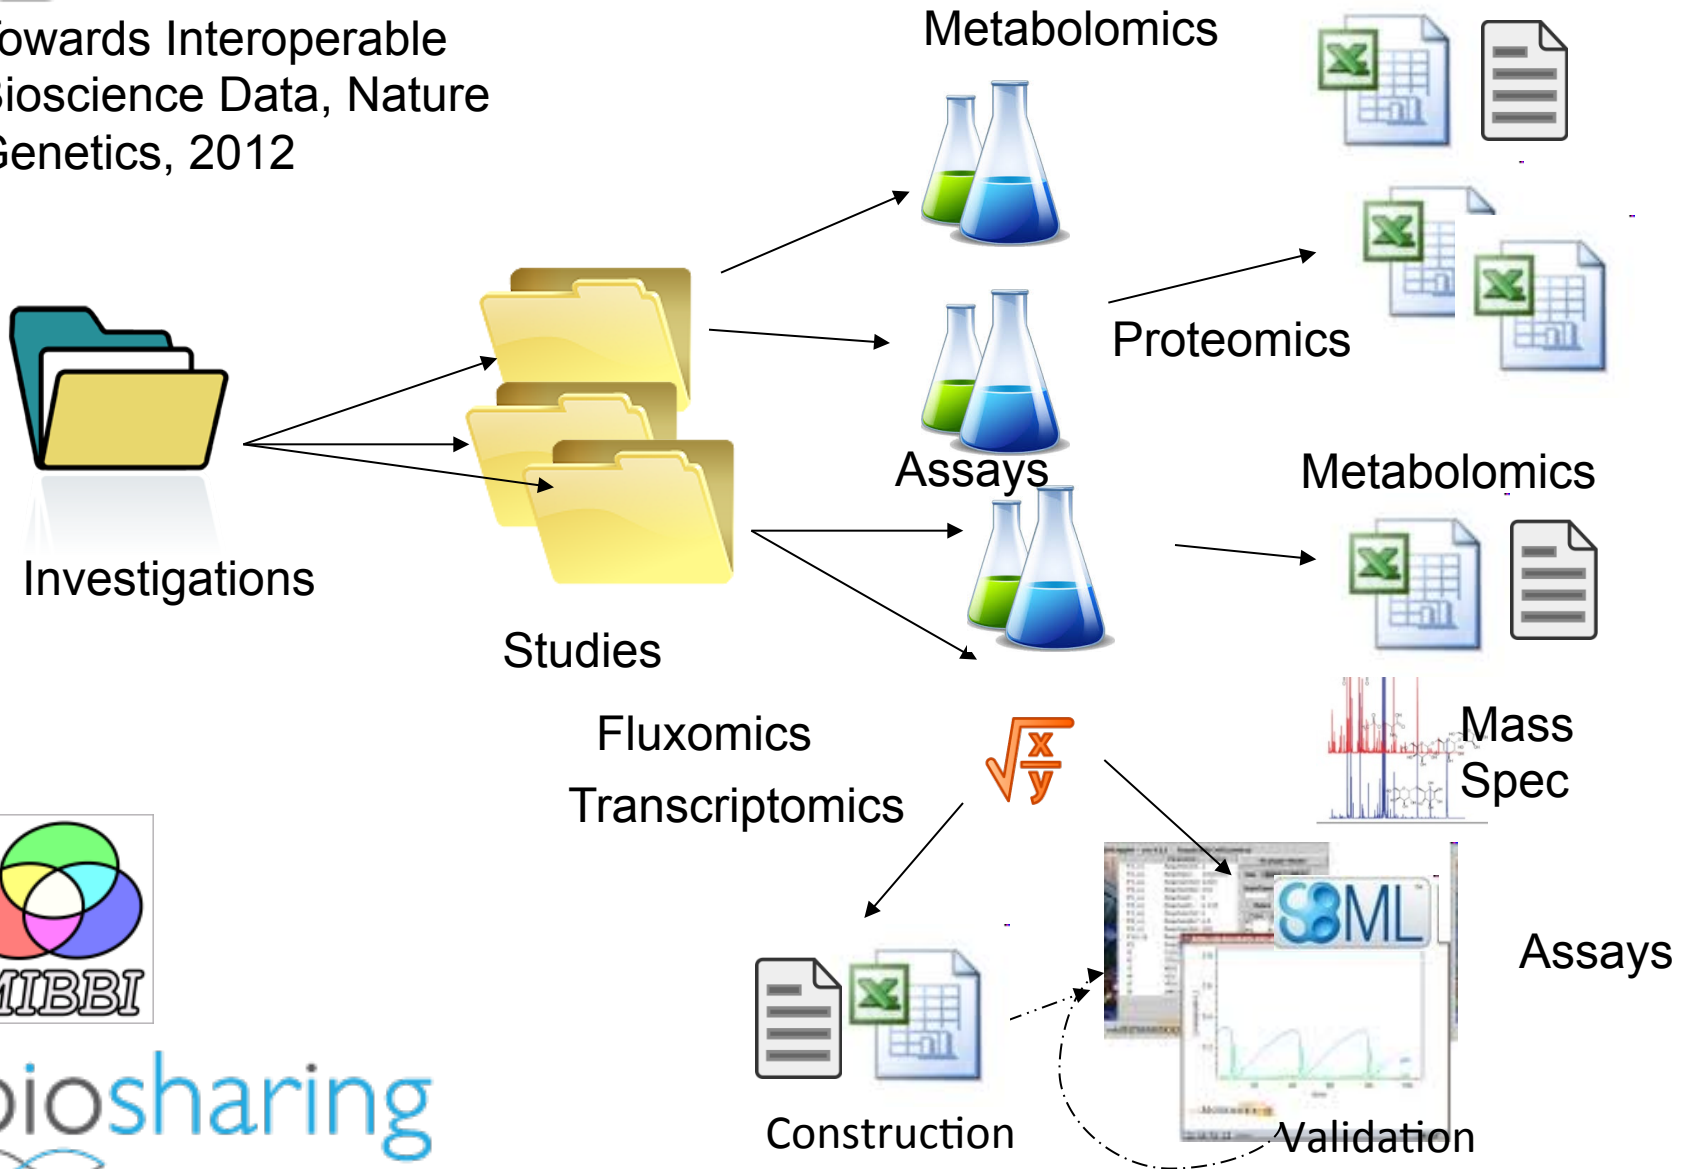 owards Interoperable
Bioscience Data, Nature
Genetics, 2012
Metabolomics
Proteomics
Assays
Metabolomics
Investigations
Studies
Fluxomics
Transcriptomics
x
y
Mass
Spec
SBML
Assays
MIBBI
biosharing
Construction
Validation